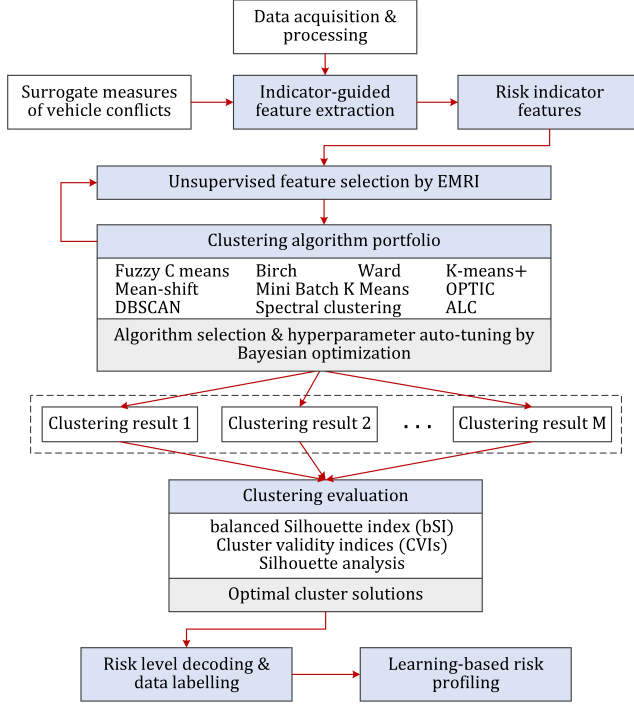 Data acquisition &
processing
Surrogate measures
of vehicle conflicts
Indicator-guided
feature extraction
Risk indicator
features
Unsupervised feature selection by EMRI
Clustering algorithm portfolio
Fuzzy C means Birch Ward K-means+
Mean-shift Mini Batch K Means OPTIC
DBSCAN Spectral clustering ALC
Algorithm selection & hyperparameter auto-tuning by
Bayesian optimization
Clustering result 1 Clustering result 2 ... Clustering result M
Clustering evaluation
balanced Silhouette index (bSI)
Cluster validity indices (CVIs)
Silhouette analysis
Optimal cluster solutions
Risk level decoding &
data labelling
Learning-based risk
profiling